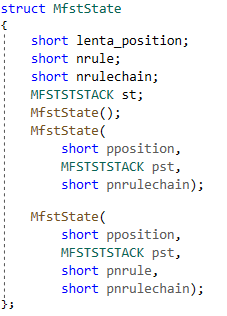 struct MfstState
{
short lenta_position;
short nrule;
short nrulechain;
MFSTSTSTACK st;
MfstState();
MfstState(
short pposition,
MFSTSTSTACK pst,
short pnrulechain);
MfstState(
short pposition,
MFSTSTSTACK pst,
short pnrule,
short pnrulechain);
};